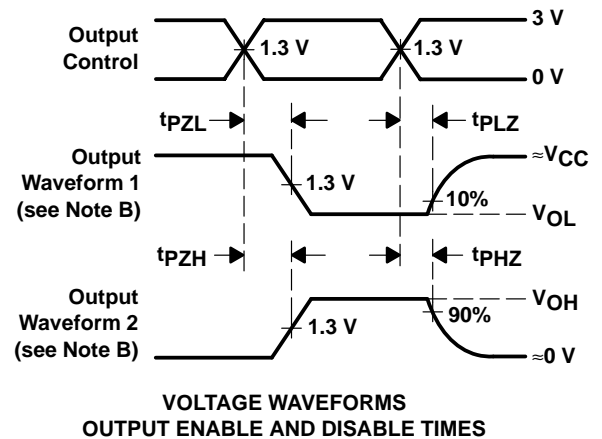 3 V
Output
Control
1.3 V
1.3 V
0 V
tPZL
tPLZ
Output
Waveform 1
(see Note B)
≈VCC
1.3 V
10%
VOL
tPZH
tPHZ
Output
Waveform 2
(see Note B)
VOH
90%
1.3 V
≈0 V
VOLTAGE WAVEFORMS
OUTPUT ENABLE AND DISABLE TIMES